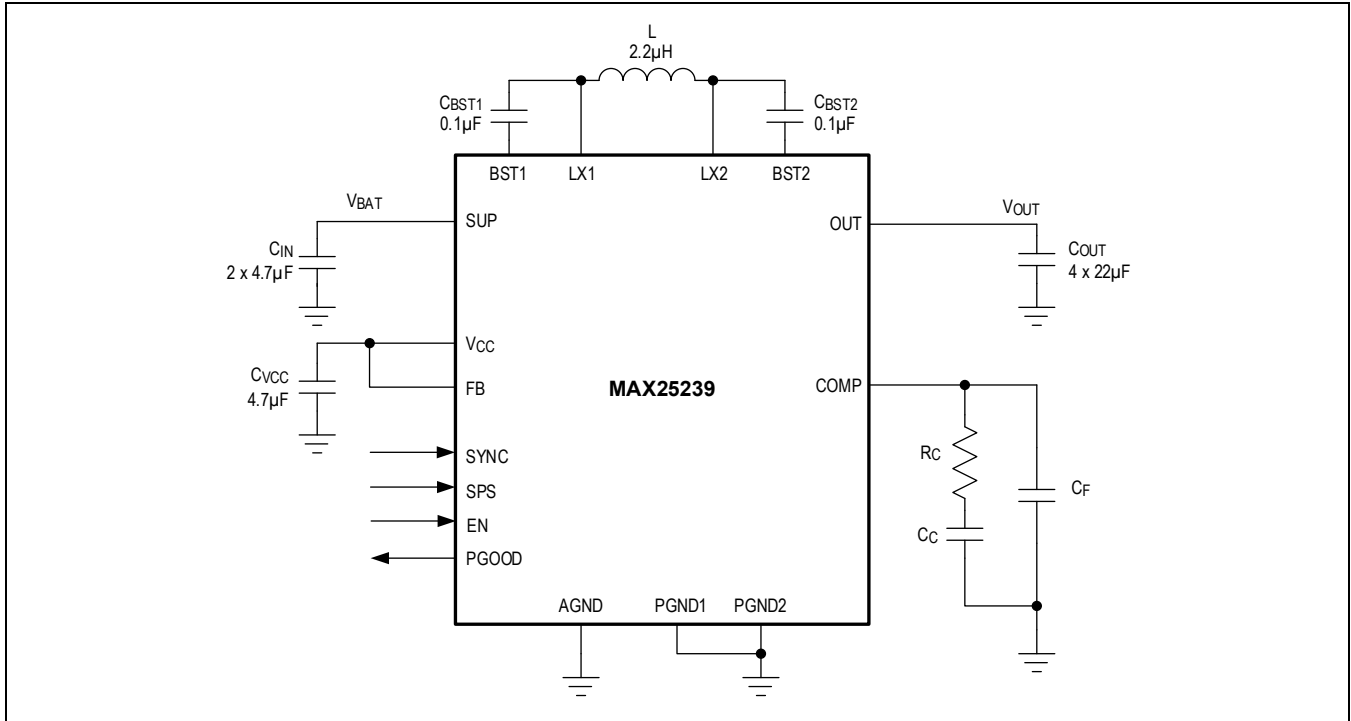 L
2.2µH
CBST1
0.1µF
CBST2
0.1µF
BST1
LX1
LX2
BST2
VBAT
SUP
OUT
VOUT
CIN
2 x 4.7µF
COUT
4 x 22µF
VCC
CVCC
4.7µF
FB
MAX25239
COMP
SYNC
SPS
EN
PGOOD
RC
CC
CF
AGND
PGND1
PGND2